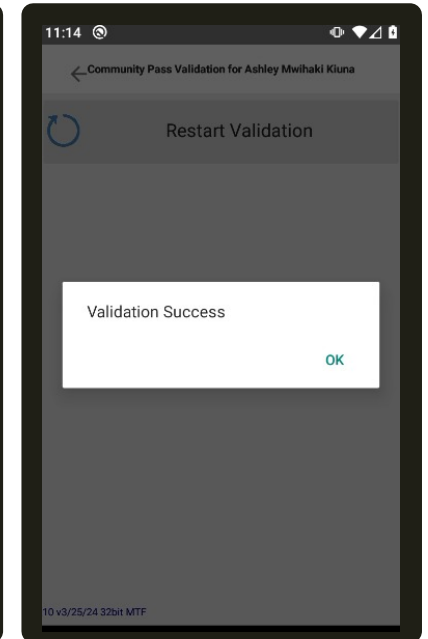 11:14
Community Pass Validation for Ashley Mwihaki Kiuna
Restart Validation
Validation Success
OK
10 v3/25/24 32bit MTF